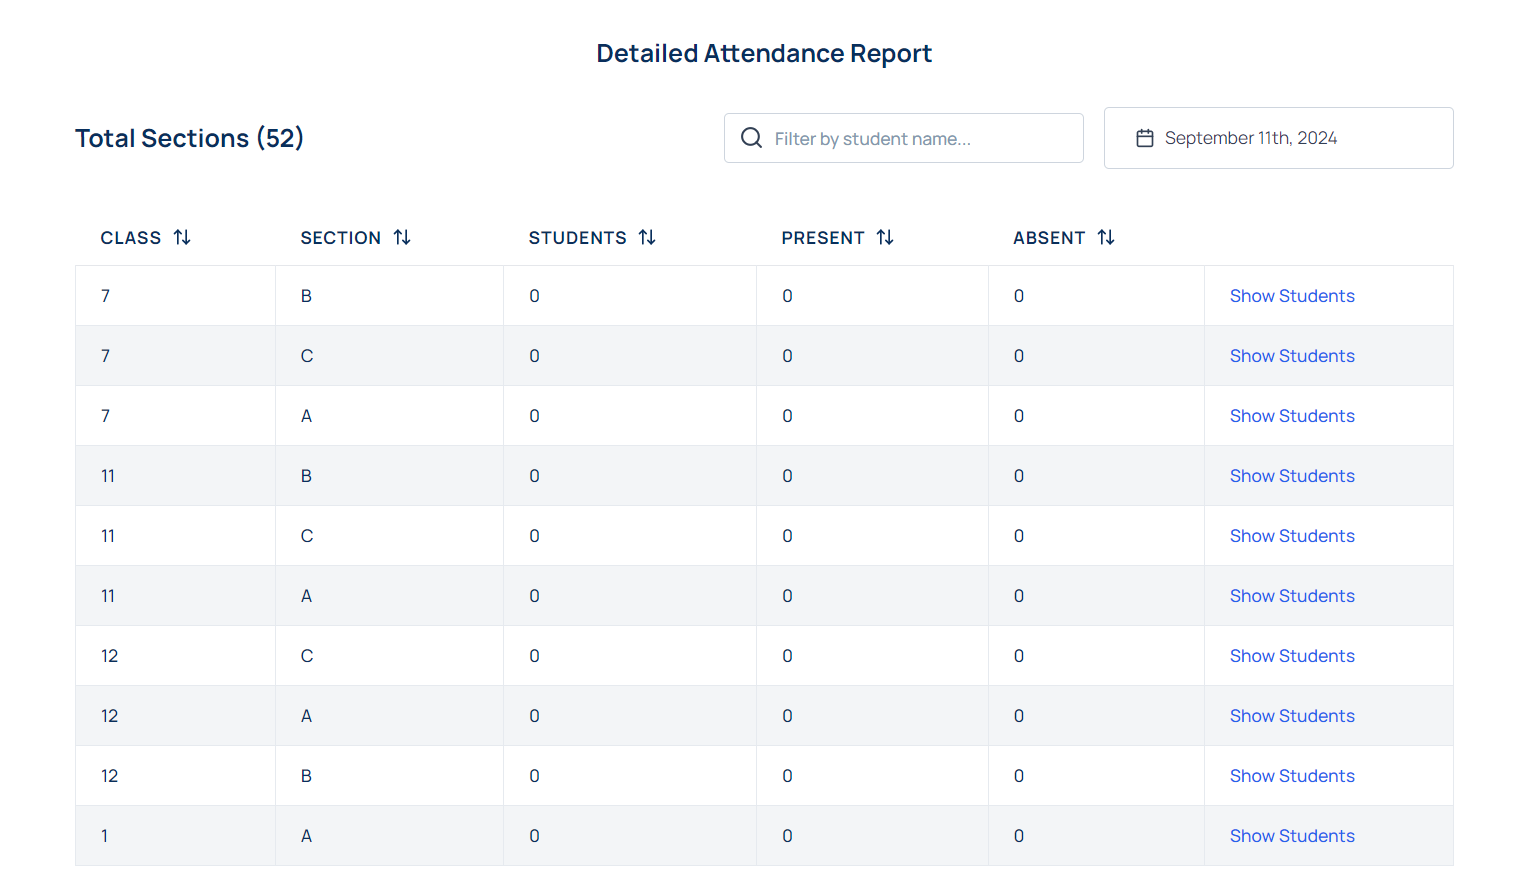 Detailed Attendance Report
Total Sections (52)
Filter by student name...
September 11th, 2024
CLASS SECTION STUDENTS PRESENT ABSENT
7 B 0 0 0 Show Students
7 C 0 0 0 Show Students
7 A 0 0 0 Show Students
11 B 0 0 0 Show Students
11 C 0 0 0 Show Students
11 A 0 0 0 Show Students
12 C 0 0 0 Show Students
12 A 0 0 0 Show Students
12 B 0 0 0 Show Students
1 A 0 0 0 Show Students